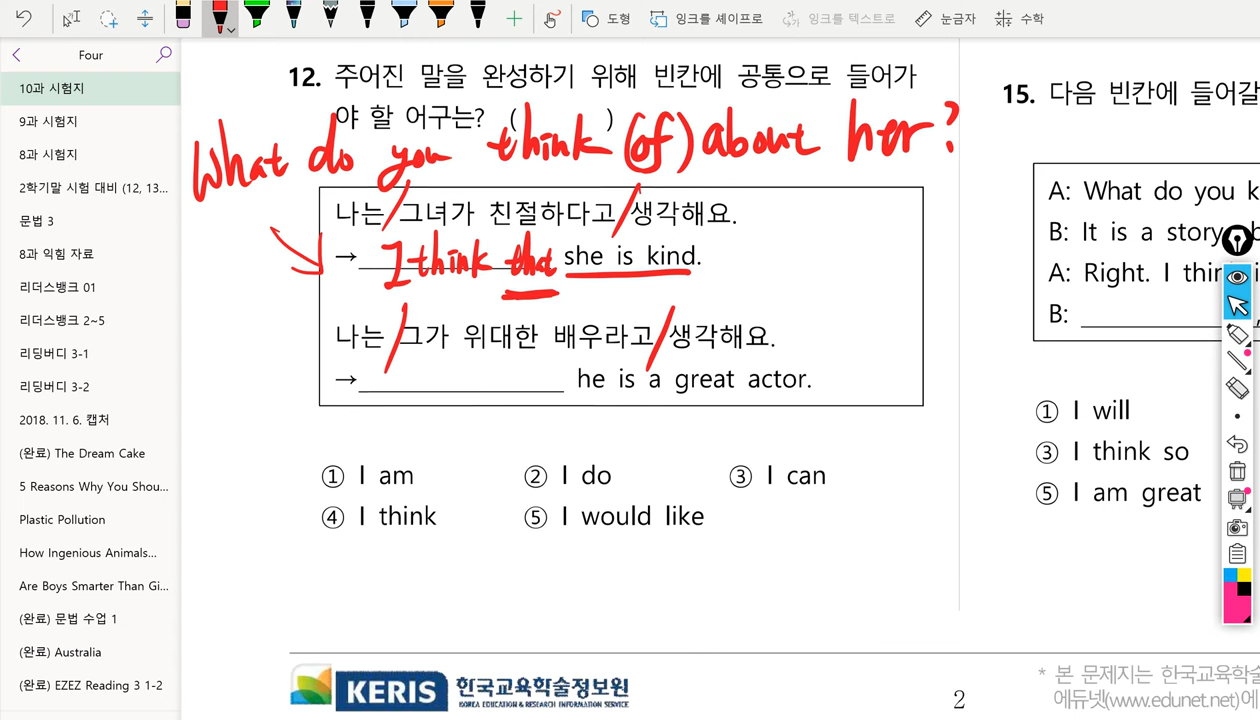 도형
잉크를 셰이프로
잉크를 텍스트로
눈금자
수학
Four
10과 시험지
9과 시험지
8과 시험지
2학기말 시험 대비 (12, 13...
문법 3
8과 익힘 자료
리더스뱅크 01
리더스뱅크 2~5
리딩버디 3-1
리딩버디 3-2
2018. 11. 6. 캡처
(완료) The Dream Cake
5 Reasons Why You Shou...
Plastic Pollution
How Ingenious Animals...
Are Boys Smarter Than Gi...
(완료) 문법 수업 1
(완료) Australia
(완료) EZEZ Reading 3 1-2
12. 주어진 말을 완성하기 위해 빈칸에 공통으로 들어가
야 할 어구는? ( )
What do you think (of) about her?
나는/그녀가 친절하다고/생각해요.
→ I think that she is kind.
나는/그가 위대한 배우라고/생각해요.
→ ____________ he is a great actor.
① I am ② I do ③ I can
④ I think ⑤ I would like
KERIS 한국교육학술정보원
KOREA EDUCATION & RESEARCH INFORMATION SERVICE
2
15. 다음 빈칸에 들어갈
A: What do you k
B: It is a story
A: Right. I thin
B: ____________
① I will
③ I think so
⑤ I am great
* 본 문제지는 한국교육학술
에듀넷(www.edunet.net)에